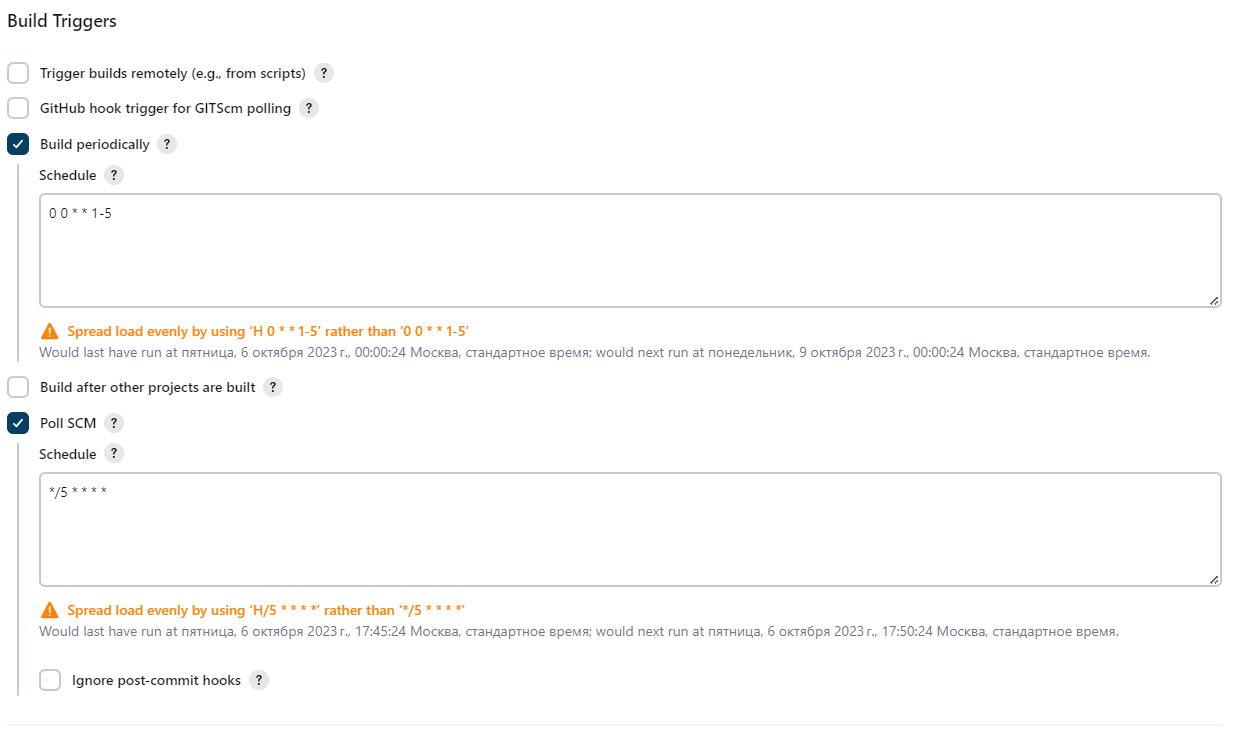 Build Triggers
Trigger builds remotely (e.g., from scripts) ?
GitHub hook trigger for GITScm polling ?
Build periodically ?
Schedule ?
0 0 * * 1-5
Spread load evenly by using ‘H 0 * * 1-5’ rather than ‘0 0 * * 1-5’
Would last have run at пятница, 6 октября 2023 г., 00:00:24 Москва, стандартное время; would next run at понедельник, 9 октября 2023 г., 00:00:24 Москва, стандартное время.
Build after other projects are built ?
Poll SCM ?
Schedule ?
*/5 * * * *
Spread load evenly by using ‘H/5 * * * *’ rather than ‘*/5 * * * *’
Would last have run at пятница, 6 октября 2023 г., 17:45:24 Москва, стандартное время; would next run at пятница, 6 октября 2023 г., 17:50:24 Москва, стандартное время.
Ignore post-commit hooks ?